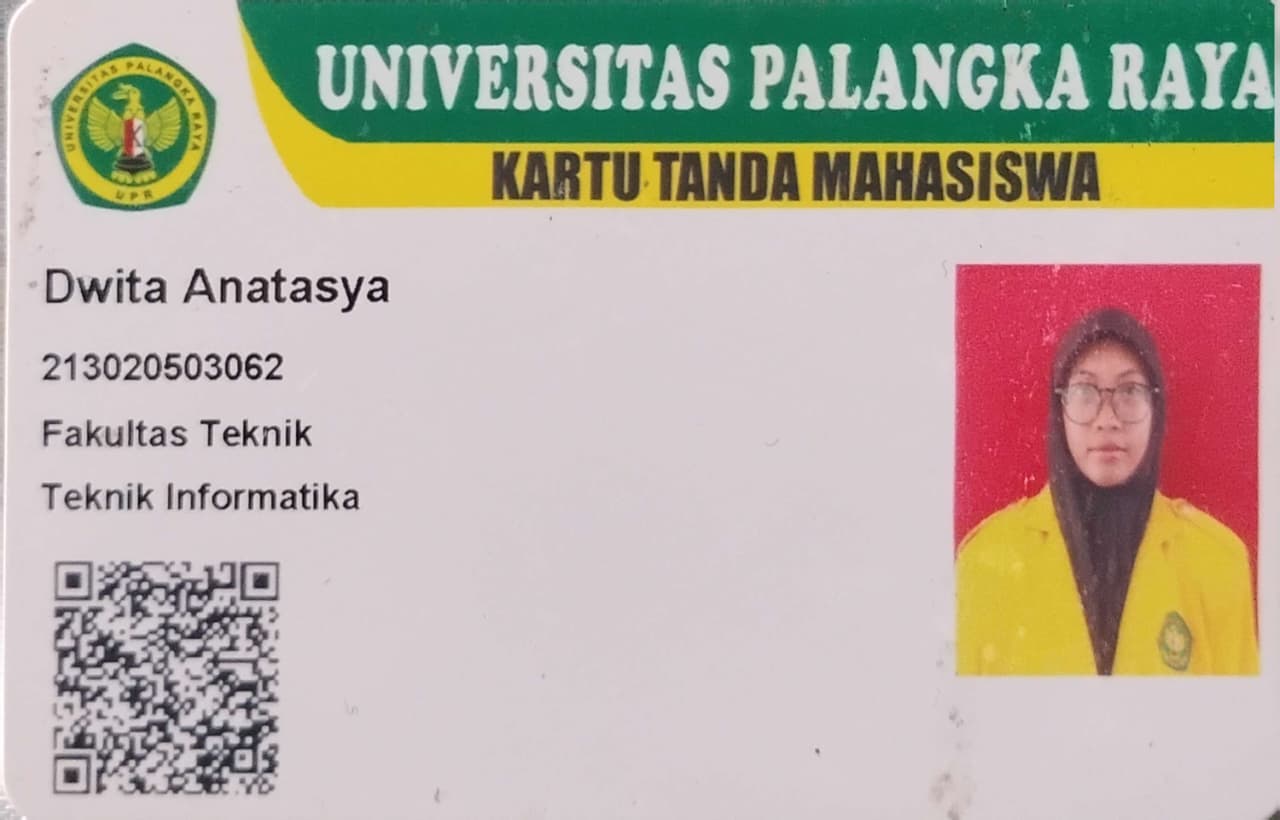 UNIVERSITAS PALANGKA RAYA
KARTU TANDA MAHASISWA
UNIVERSITAS PALANGKA RAYA
UPR
Dwita Anatasya
213020503062
Fakultas Teknik
Teknik Informatika